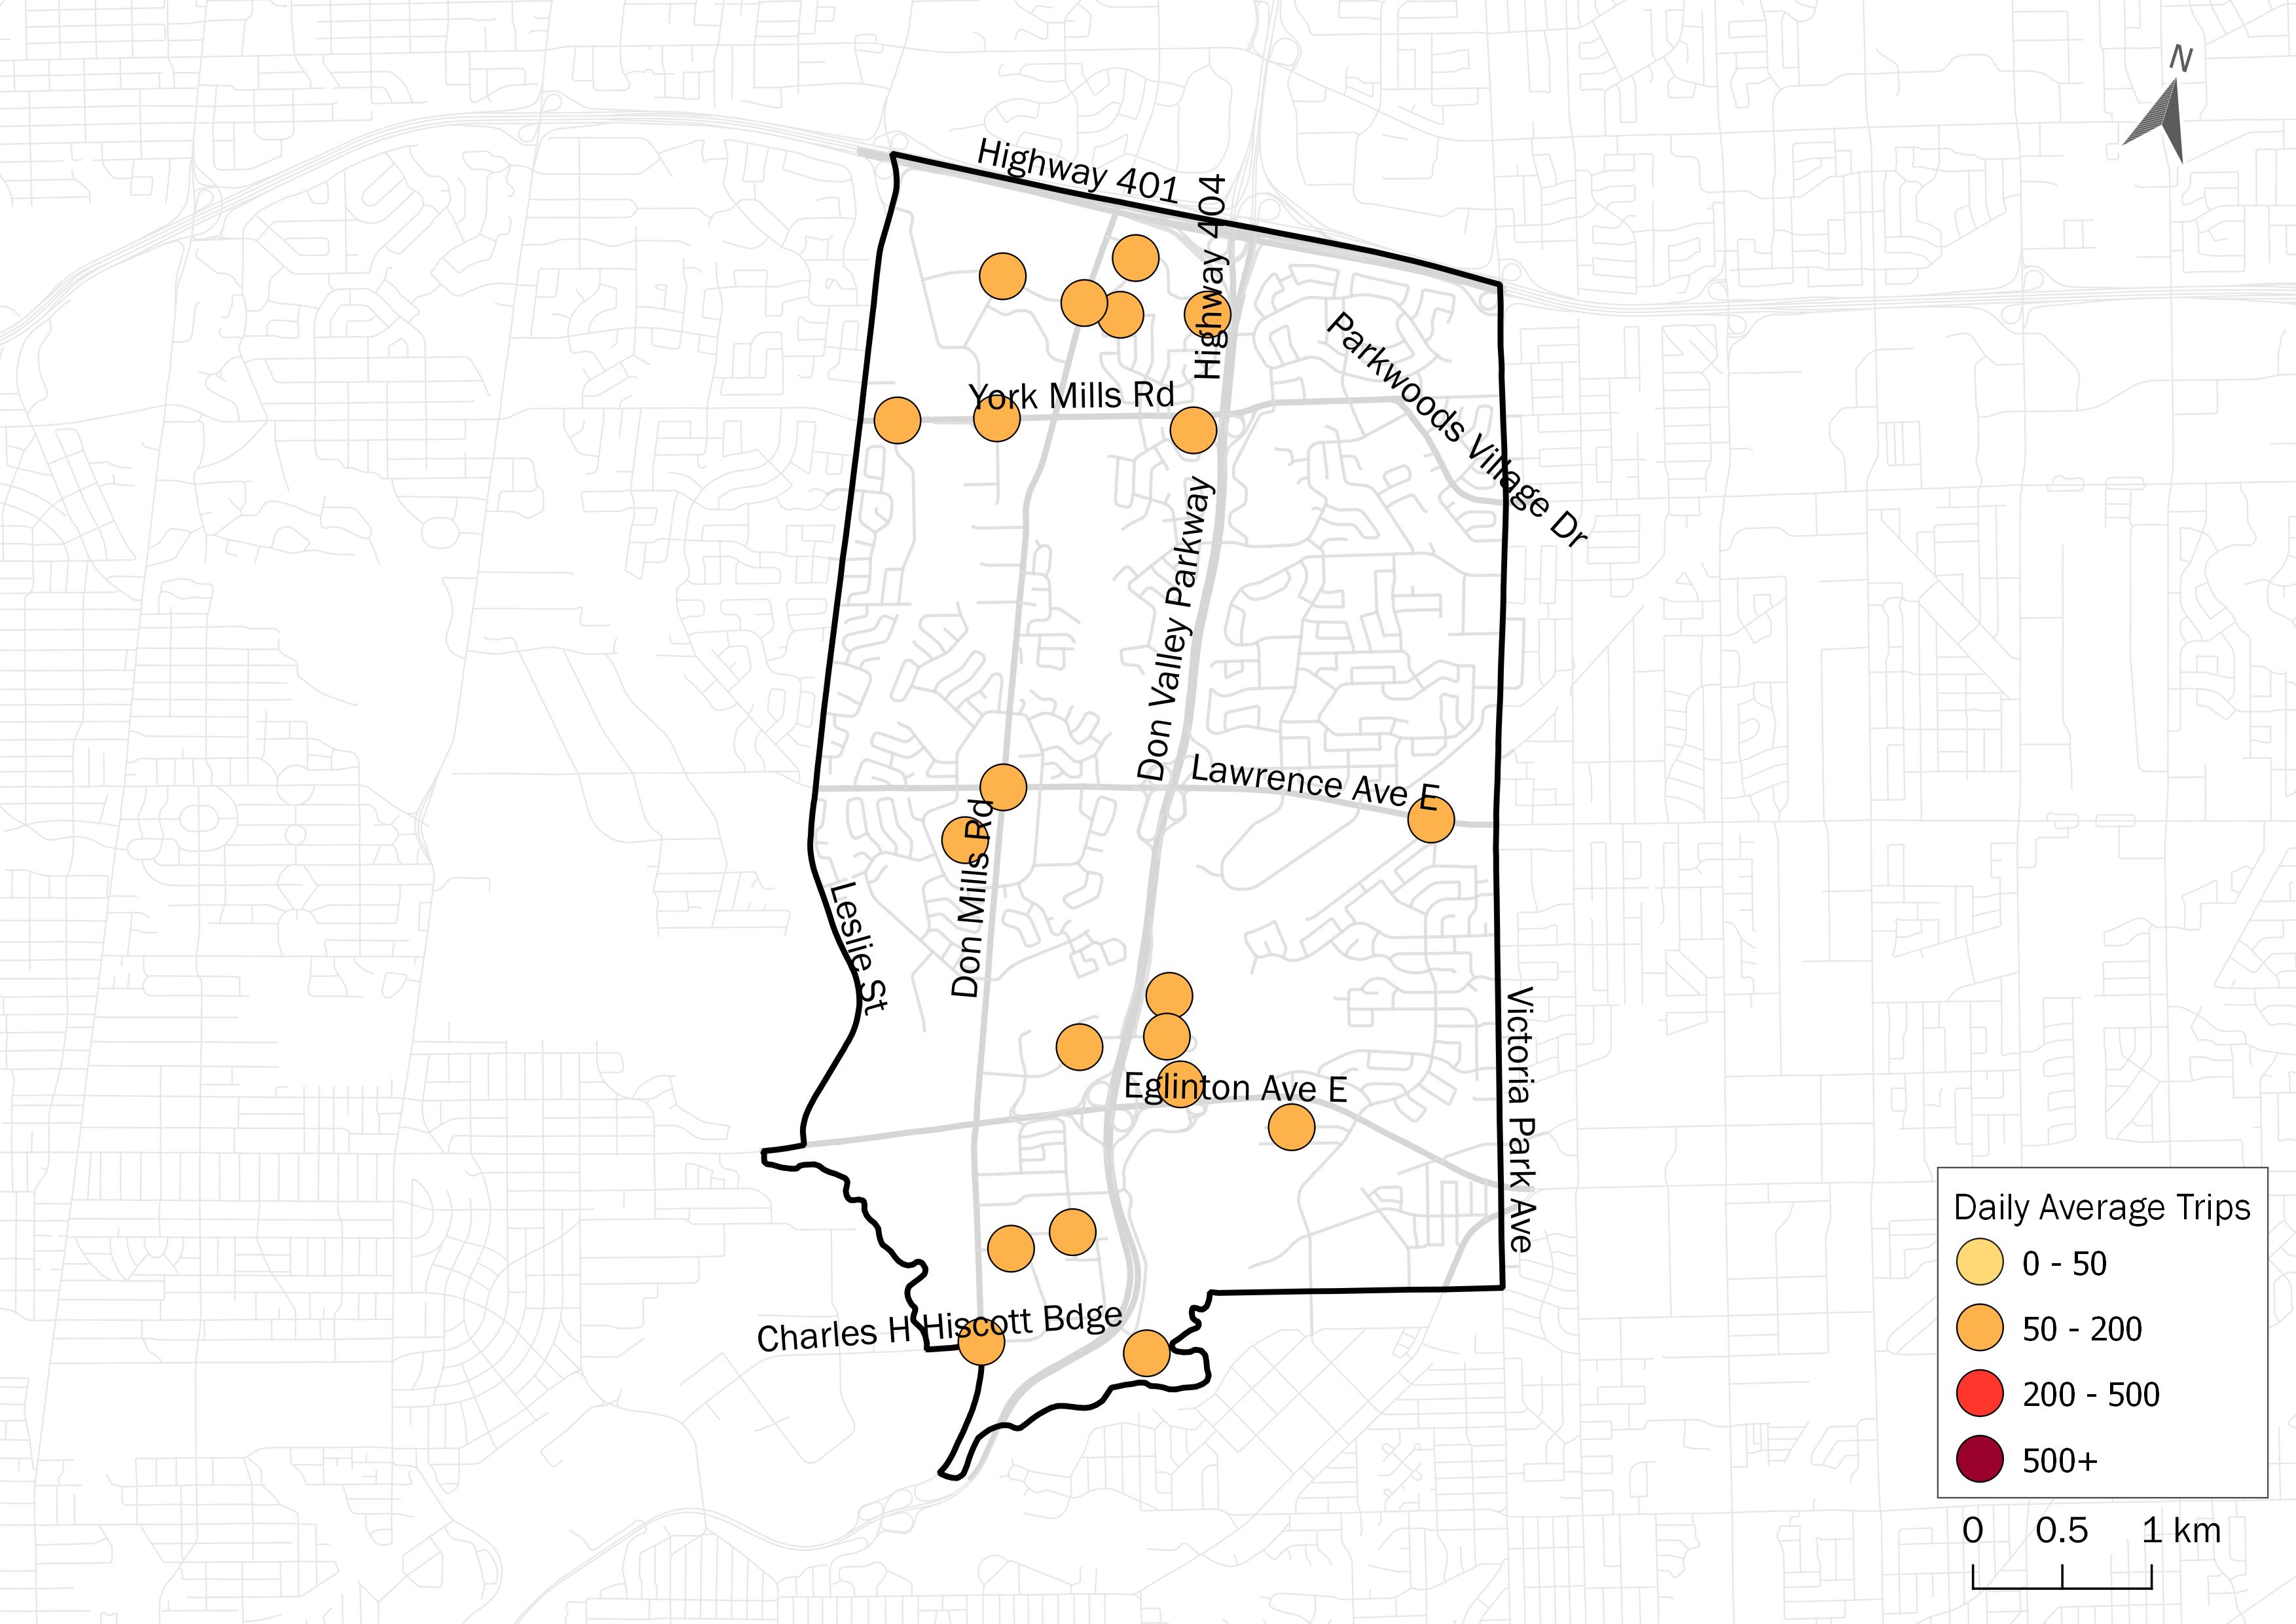 N
Highway 401
Highway 404
Parkwoods Village Dr
York Mills Rd
Don Valley Parkway
Lawrence Ave E
Don Mills Rd
Leslie St
Victoria Park Ave
Eglinton Ave E
Charles H Hiscott Bdge
Daily Average Trips
0 - 50
50 - 200
200 - 500
500+
0 0.5 1 km